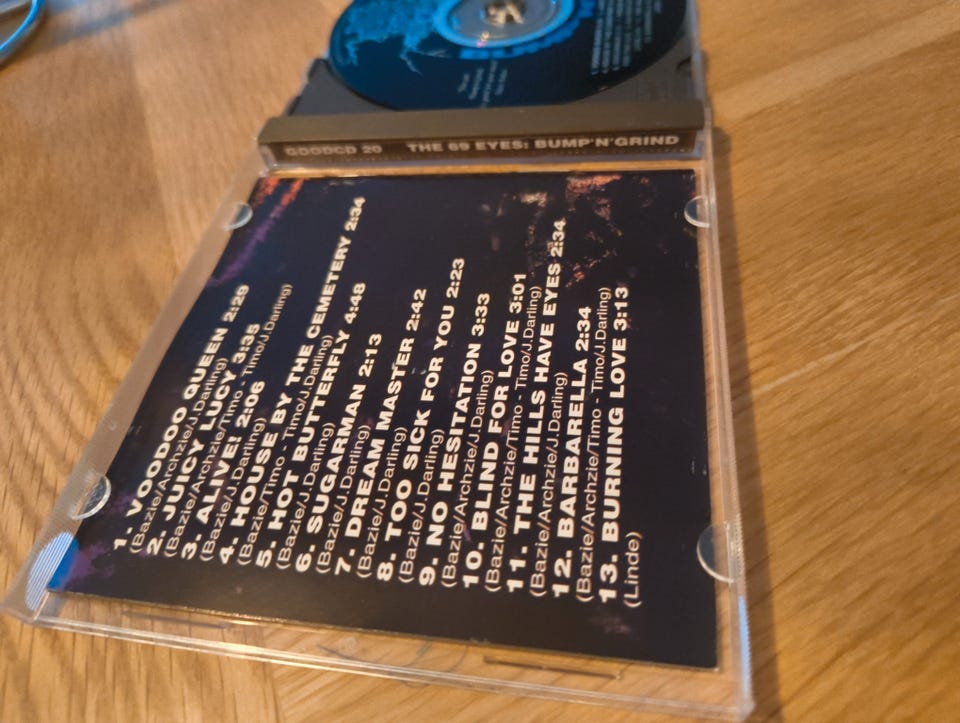 GOODCD 20 THE 69 EYES: BUMP'N'GRIND
1. VOODOO QUEEN 2:29
(Bazie/Archzie/J.Darling)
2. JUICY LUCY 3:35
(Bazie/Archzie/Timo - Timo/J.Darling)
3. ALIVE! 2:06
(Bazie/J.Darling)
4. HOUSE BY THE CEMETERY 2:34
(Bazie/Timo - Timo/J.Darling)
5. HOT BUTTERFLY 4:48
(Bazie/J.Darling)
6. SUGARMAN 2:13
(Bazie/J.Darling)
7. DREAM MASTER 2:42
(Bazie/J.Darling)
8. TOO SICK FOR YOU 2:23
(Bazie/J.Darling)
9. NO HESITATION 3:33
(Bazie/Archzie/J.Darling)
10. BLIND FOR LOVE 3:01
(Bazie/Archzie/Timo - Timo/J.Darling)
11. THE HILLS HAVE EYES 2:34
(Bazie/Archzie/J.Darling)
12. BARBARELLA 2:34
(Bazie/Archzie/Timo - Timo/J.Darling)
13. BURNING LOVE 3:13
(Linde)